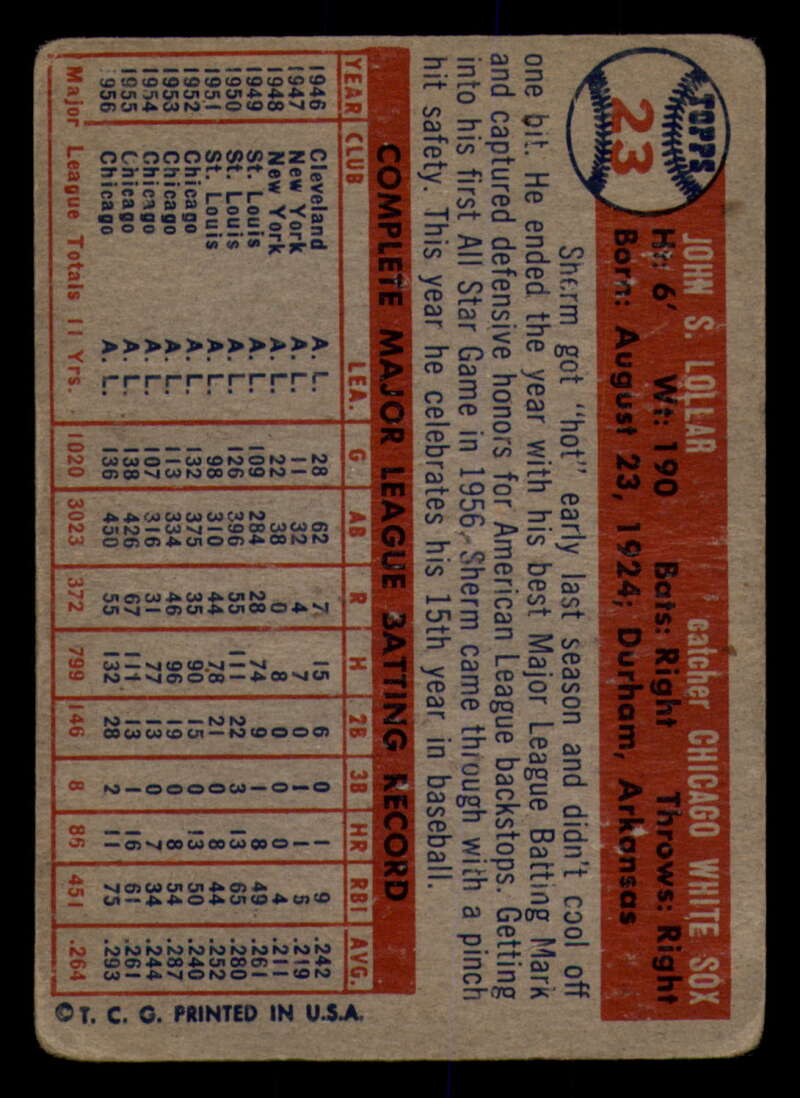 TOPPS
23
JOHN S. LOLLAR , catcher CHICAGO WHITE SOX
Ht: 6' Wt: 190 Bats: Right Throws: Right
Born: August 23, 1924; Durham, Arkansas
Sherm got "hot" early last season and didn't cool off
one bit. He ended the year with his best Major League Batting Mark
and captured defensive honors for American League backstops. Getting
into his first All Star Game in 1956, Sherm came through with a pinch
hit safety. This year he celebrates his 15th year in baseball.
COMPLETE MAJOR LEAGUE BATTING RECORD
YEAR CLUB LEA. G AB R H 2B 3B HR RBI AVG.
1946 Cleveland A. L. 28 62 7 15 6 0 1 9 .242
1947 New York A. L. 11 32 4 7 0 1 1 6 .219
1948 New York A. L. 22 38 0 8 0 0 0 4 .211
1949 St. Louis A. L. 109 284 28 74 9 1 8 49 .261
1950 St. Louis A. L. 126 396 55 111 22 3 13 65 .280
1951 St. Louis A. L. 98 310 44 78 21 0 8 44 .252
1952 Chicago A. L. 132 375 35 90 15 0 13 50 .240
1953 Chicago A. L. 113 334 46 96 19 0 8 54 .287
1954 Chicago A. L. 107 316 31 77 13 0 7 34 .244
1955 Chicago A. L. 138 426 67 111 13 1 16 61 .261
1956 Chicago A. L. 136 450 55 132 28 2 11 75 .293
Major League Totals 11 Yrs. 1020 3023 372 799 146 8 86 451 .264
© T. C. G. PRINTED IN U.S.A.